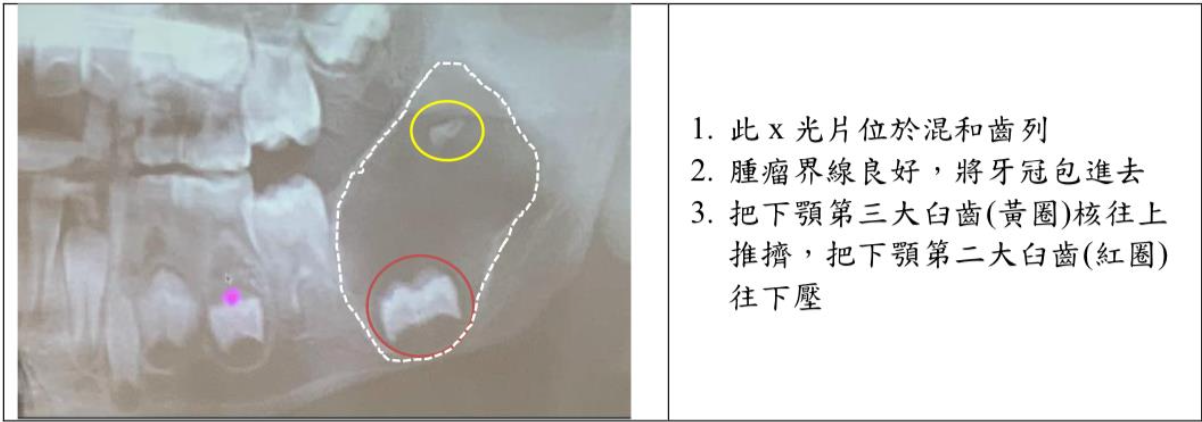 1. 此 x 光片位於混和齒列
2. 腫瘤界線良好，將牙冠包進去
3. 把下顎第三大臼齒(黃圈)核往上
推擠，把下顎第二大臼齒(紅圈)
往下壓